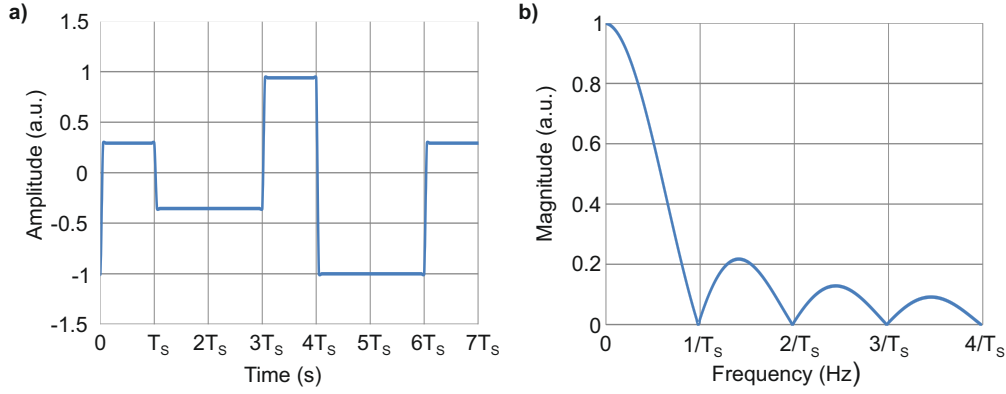 a)
1.5
1
0.5
0
-0.5
-1
-1.5
Amplitude (a.u.)
0 TS 2TS 3TS 4TS 5TS 6TS 7TS
Time (s)
b)
1
0.8
0.6
0.4
0.2
0
Magnitude (a.u.)
0 1/TS 2/TS 3/TS 4/TS
Frequency (Hz)